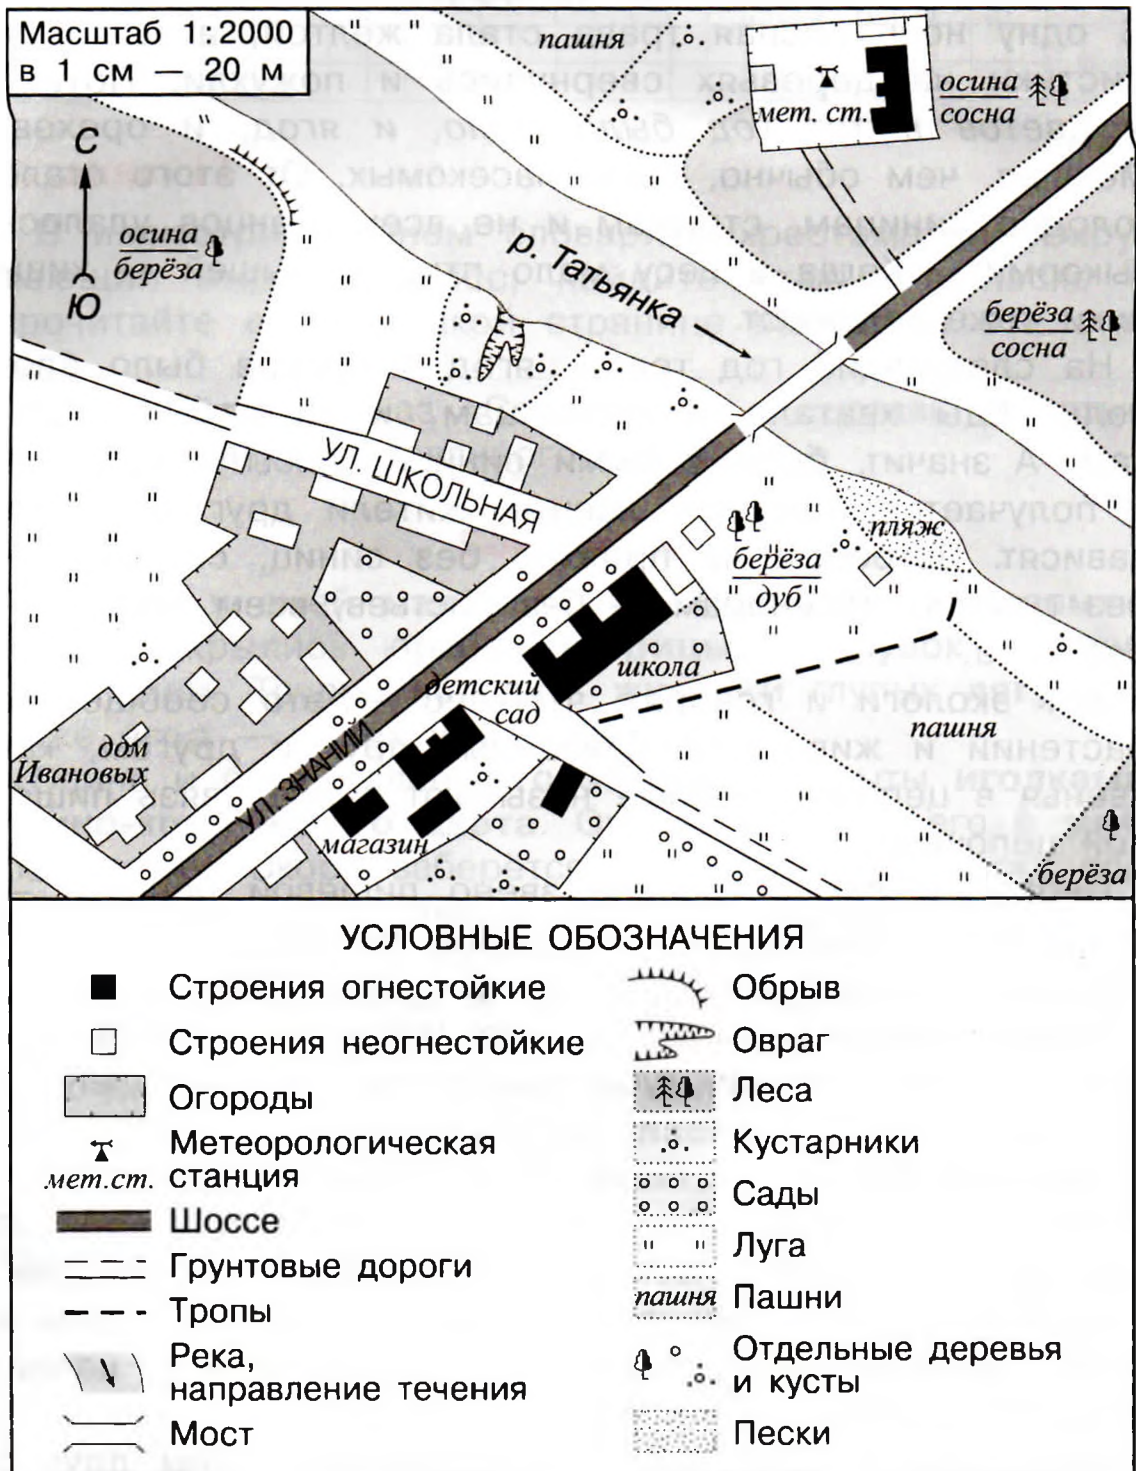 Масштаб 1:2000
в 1 см — 20 м
С
Ю
пашня
мет. ст.
осина
сосна
осина
берёза
р. Татьянка
берёза
сосна
УЛ. ШКОЛЬНАЯ
пляж
берёза
дуб
школа
детский
сад
пашня
дом
Ивановых
УЛ. ЗНАНИЙ
магазин
берёза
УСЛОВНЫЕ ОБОЗНАЧЕНИЯ
Строения огнестойкие
Строения неогнестойкие
Огороды
Метеорологическая
мет.ст. станция
Шоссе
Грунтовые дороги
Тропы
Река,
направление течения
Мост
Обрыв
Овраг
Леса
Кустарники
Сады
Луга
пашня Пашни
Отдельные деревья
и кусты
Пески